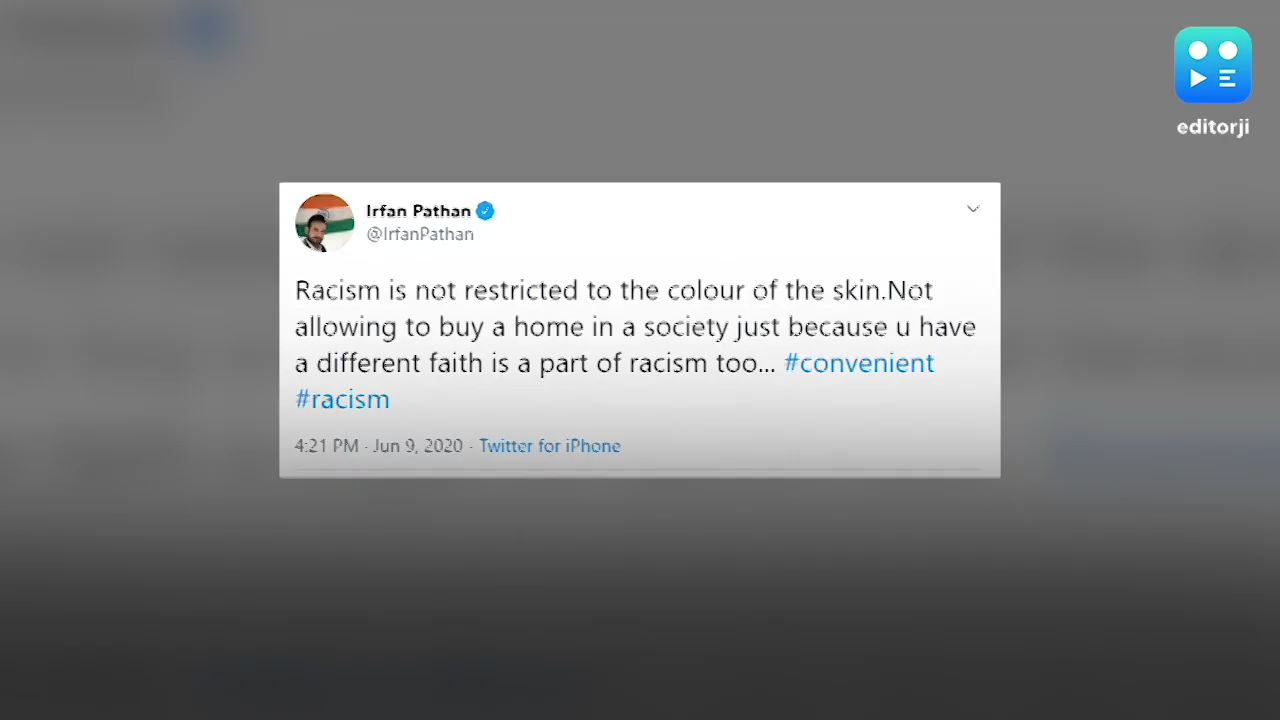 editorji
Irfan Pathan
@IrfanPathan
Racism is not restricted to the colour of the skin.Not
allowing to buy a home in a society just because u have
a different faith is a part of racism too... #convenient
#racism
4:21 PM · Jun 9, 2020 · Twitter for iPhone